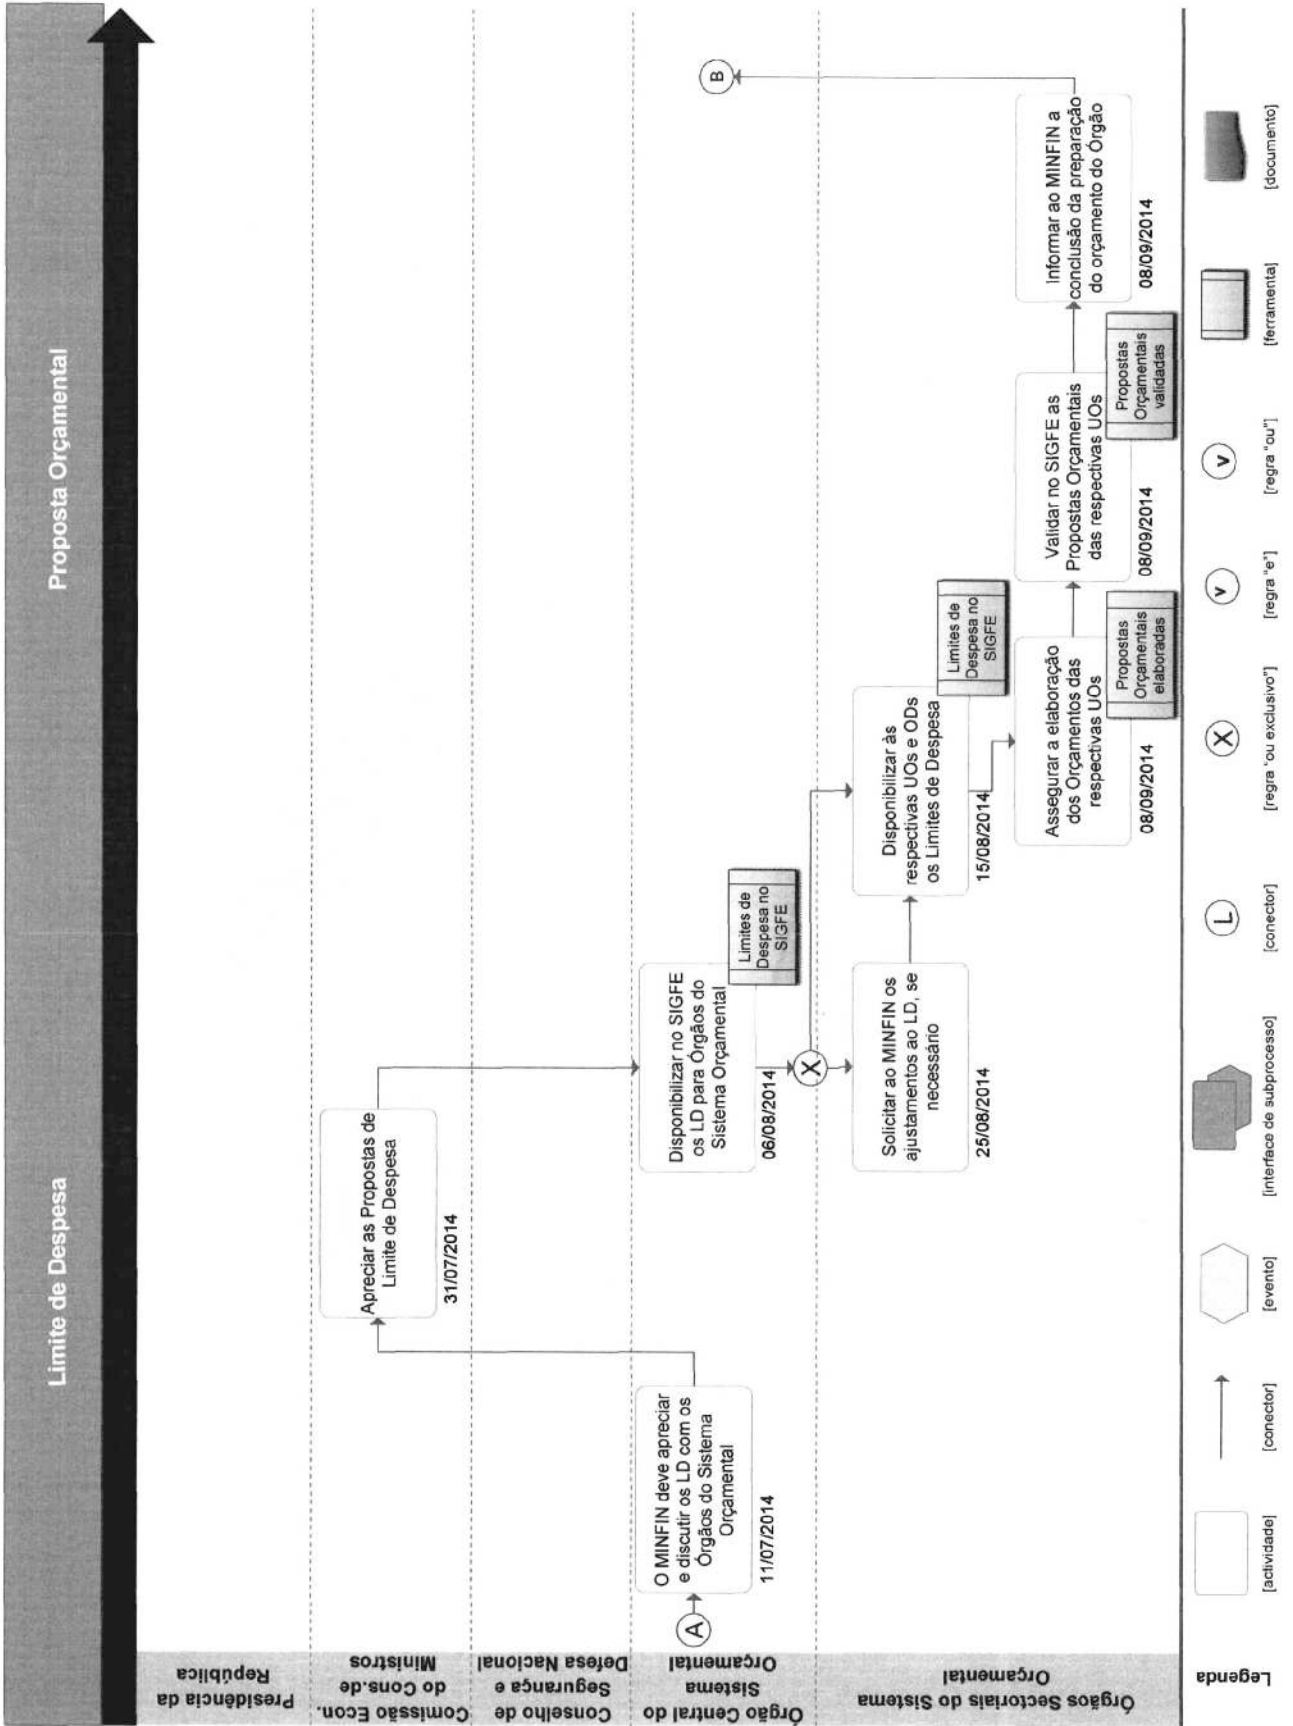 Limite de Despesa
Proposta Orçamental
Presidência da
República
Comissão Econ.
do Cons.de
Ministros
Conselho de
Segurança e
Defesa Nacional
Órgão Central do
Sistema
Orçamental
Órgãos Sectoriais do Sistema
Orçamental
A
O MINFIN deve apreciar
e discutir os LD com os
Órgãos do Sistema
Orçamental
11/07/2014
Apreciar as Propostas de
Limite de Despesa
31/07/2014
Disponibilizar no SIGFE
os LD para Órgãos do
Sistema Orçamental
06/08/2014
Limites de
Despesa no
SIGFE
X
Solicitar ao MINFIN os
ajustamentos ao LD, se
necessário
25/08/2014
Disponibilizar às
respectivas UOs e ODs
os Limites de Despesa
15/08/2014
Limites de
Despesa no
SIGFE
Assegurar a elaboração
dos Orçamentos das
respectivas UOs
08/09/2014
Propostas
Orçamentais
elaboradas
Validar no SIGFE as
Propostas Orçamentais
das respectivas UOs
08/09/2014
Propostas
Orçamentais
validadas
Informar ao MINFIN a
conclusão da preparação
do orçamento do Órgão
08/09/2014
B
Legenda
[actividade]
[conector]
[evento]
[interface de subprocesso]
L
[conector]
X
[regra "ou exclusivo"]
v
[regra "e"]
v
[regra "ou"]
[ferramenta]
[documento]